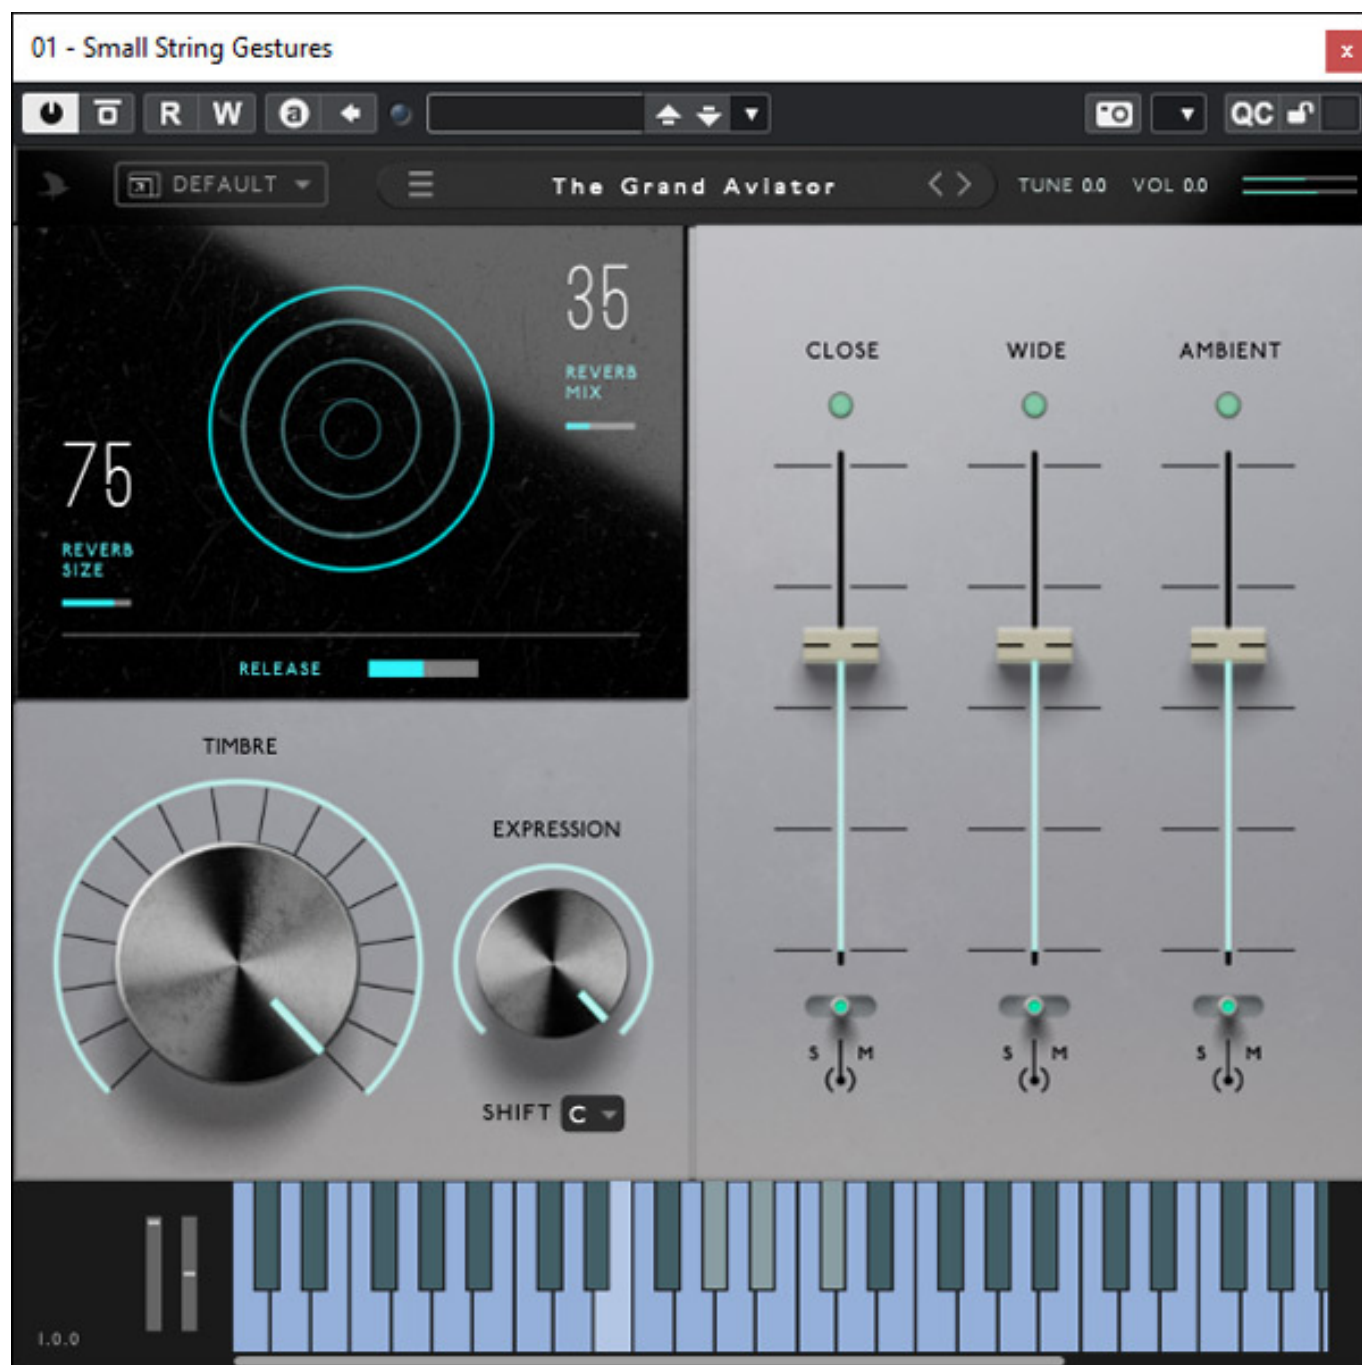 01 - Small String Gestures
x
R W a QC
DEFAULT
The Grand Aviator
TUNE 0.0 VOL 0.0
35
REVERB
MIX
75
REVERB
SIZE
RELEASE
TIMBRE
EXPRESSION
SHIFT C
CLOSE WIDE AMBIENT
S M S M S M
1.0.0